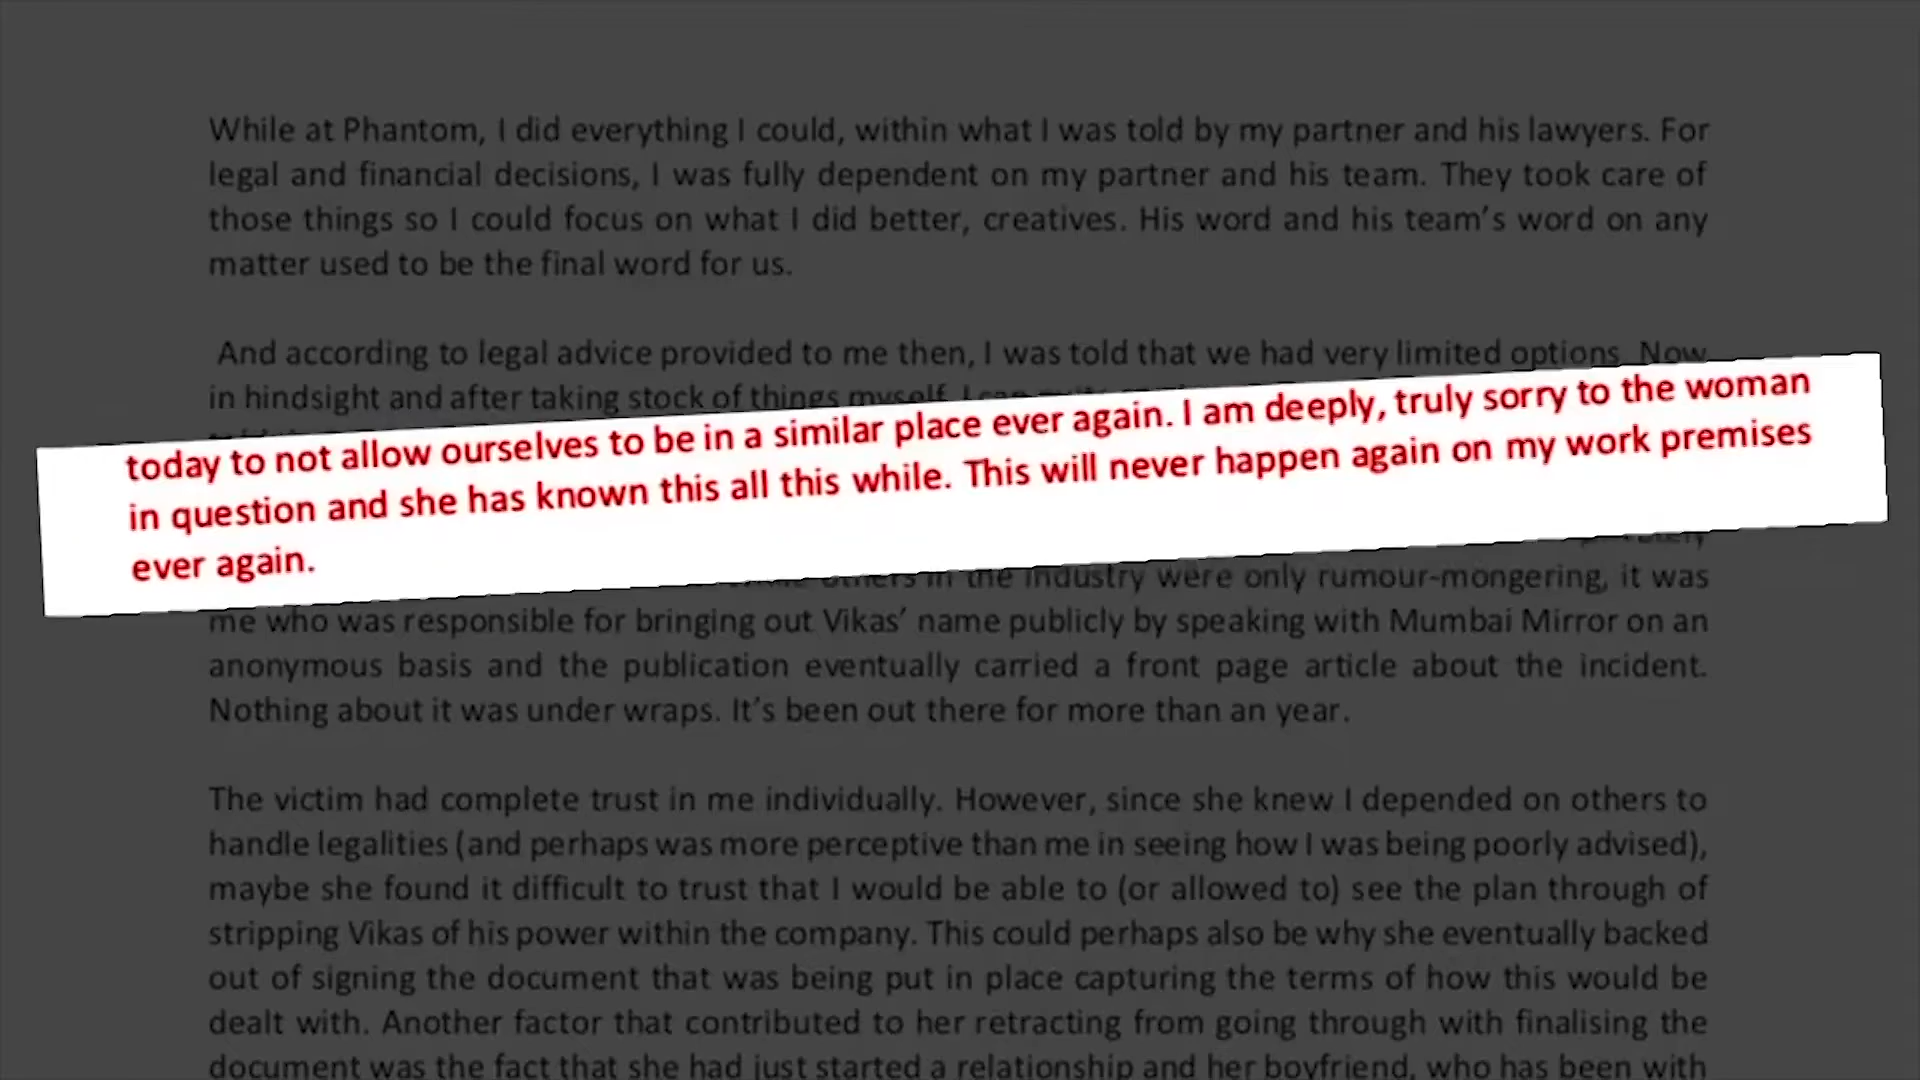 While at Phantom, I did everything I could, within what I was told by my partner and his lawyers. For
legal and financial decisions, I was fully dependent on my partner and his team. They took care of
those things so I could focus on what I did better, creatives. His word and his team’s word on any
matter used to be the final word for us.
And according to legal advice provided to me then, I was told that we had very limited options. Now
in hindsight and after taking stock of things myself, I can
today to not allow ourselves to be in a similar place ever again. I am deeply, truly sorry to the woman
in question and she has known this all this while. This will never happen again on my work premises
ever again.
others in the industry were only rumour-mongering, it was
me who was responsible for bringing out Vikas’ name publicly by speaking with Mumbai Mirror on an
anonymous basis and the publication eventually carried a front page article about the incident.
Nothing about it was under wraps. It’s been out there for more than an year.
The victim had complete trust in me individually. However, since she knew I depended on others to
handle legalities (and perhaps was more perceptive than me in seeing how I was being poorly advised),
maybe she found it difficult to trust that I would be able to (or allowed to) see the plan through of
stripping Vikas of his power within the company. This could perhaps also be why she eventually backed
out of signing the document that was being put in place capturing the terms of how this would be
dealt with. Another factor that contributed to her retracting from going through with finalising the
document was the fact that she had just started a relationship and her boyfriend, who has been with